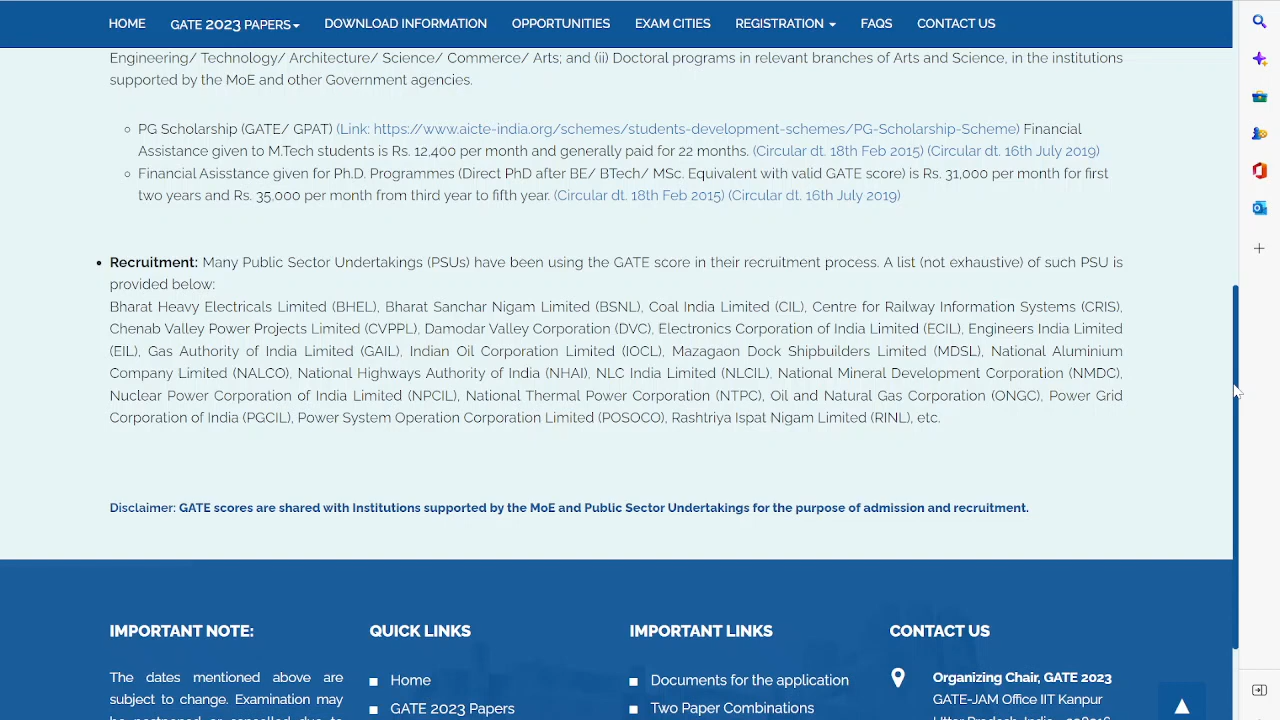 HOME GATE 2023 PAPERS DOWNLOAD INFORMATION OPPORTUNITIES EXAM CITIES REGISTRATION FAQS CONTACT US
Engineering/ Technology/ Architecture/ Science/ Commerce/ Arts; and (ii) Doctoral programs in relevant branches of Arts and Science, in the institutions
supported by the MoE and other Government agencies.
PG Scholarship (GATE/ GPAT) (Link: https://www.aicte-india.org/schemes/students-development-schemes/PG-Scholarship-Scheme) Financial
Assistance given to M.Tech students is Rs. 12,400 per month and generally paid for 22 months. (Circular dt. 18th Feb 2015) (Circular dt. 16th July 2019)
Financial Asisstance given for Ph.D. Programmes (Direct PhD after BE/ BTech/ MSc. Equivalent with valid GATE score) is Rs. 31,000 per month for first
two years and Rs. 35,000 per month from third year to fifth year. (Circular dt. 18th Feb 2015) (Circular dt. 16th July 2019)
Recruitment: Many Public Sector Undertakings (PSUs) have been using the GATE score in their recruitment process. A list (not exhaustive) of such PSU is
provided below:
Bharat Heavy Electricals Limited (BHEL), Bharat Sanchar Nigam Limited (BSNL), Coal India Limited (CIL), Centre for Railway Information Systems (CRIS),
Chenab Valley Power Projects Limited (CVPPL), Damodar Valley Corporation (DVC), Electronics Corporation of India Limited (ECIL), Engineers India Limited
(EIL), Gas Authority of India Limited (GAIL), Indian Oil Corporation Limited (IOCL), Mazagaon Dock Shipbuilders Limited (MDSL), National Aluminium
Company Limited (NALCO), National Highways Authority of India (NHAI), NLC India Limited (NLCIL), National Mineral Development Corporation (NMDC),
Nuclear Power Corporation of India Limited (NPCIL), National Thermal Power Corporation (NTPC), Oil and Natural Gas Corporation (ONGC), Power Grid
Corporation of India (PGCIL), Power System Operation Corporation Limited (POSOCO), Rashtriya Ispat Nigam Limited (RINL), etc.
Disclaimer: GATE scores are shared with Institutions supported by the MoE and Public Sector Undertakings for the purpose of admission and recruitment.
IMPORTANT NOTE:
The dates mentioned above are
subject to change. Examination may
QUICK LINKS
Home
GATE 2023 Papers
IMPORTANT LINKS
Documents for the application
Two Paper Combinations
CONTACT US
Organizing Chair, GATE 2023
GATE-JAM Office IIT Kanpur